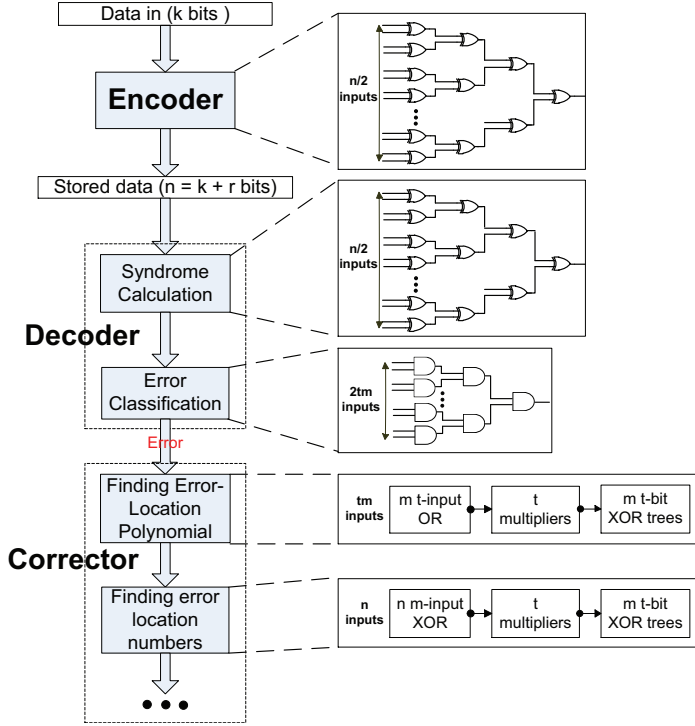 Data in (k bits )
Encoder
n/2
inputs
Stored data (n = k + r bits)
Syndrome
Calculation
n/2
inputs
Decoder
Error
Classification
2tm
inputs
Error
Finding Error-
Location
Polynomial
tm
inputs
m t-input
OR
t
multipliers
m t-bit
XOR trees
Corrector
Finding error
location
numbers
n
inputs
n m-input
XOR
t
multipliers
m t-bit
XOR trees